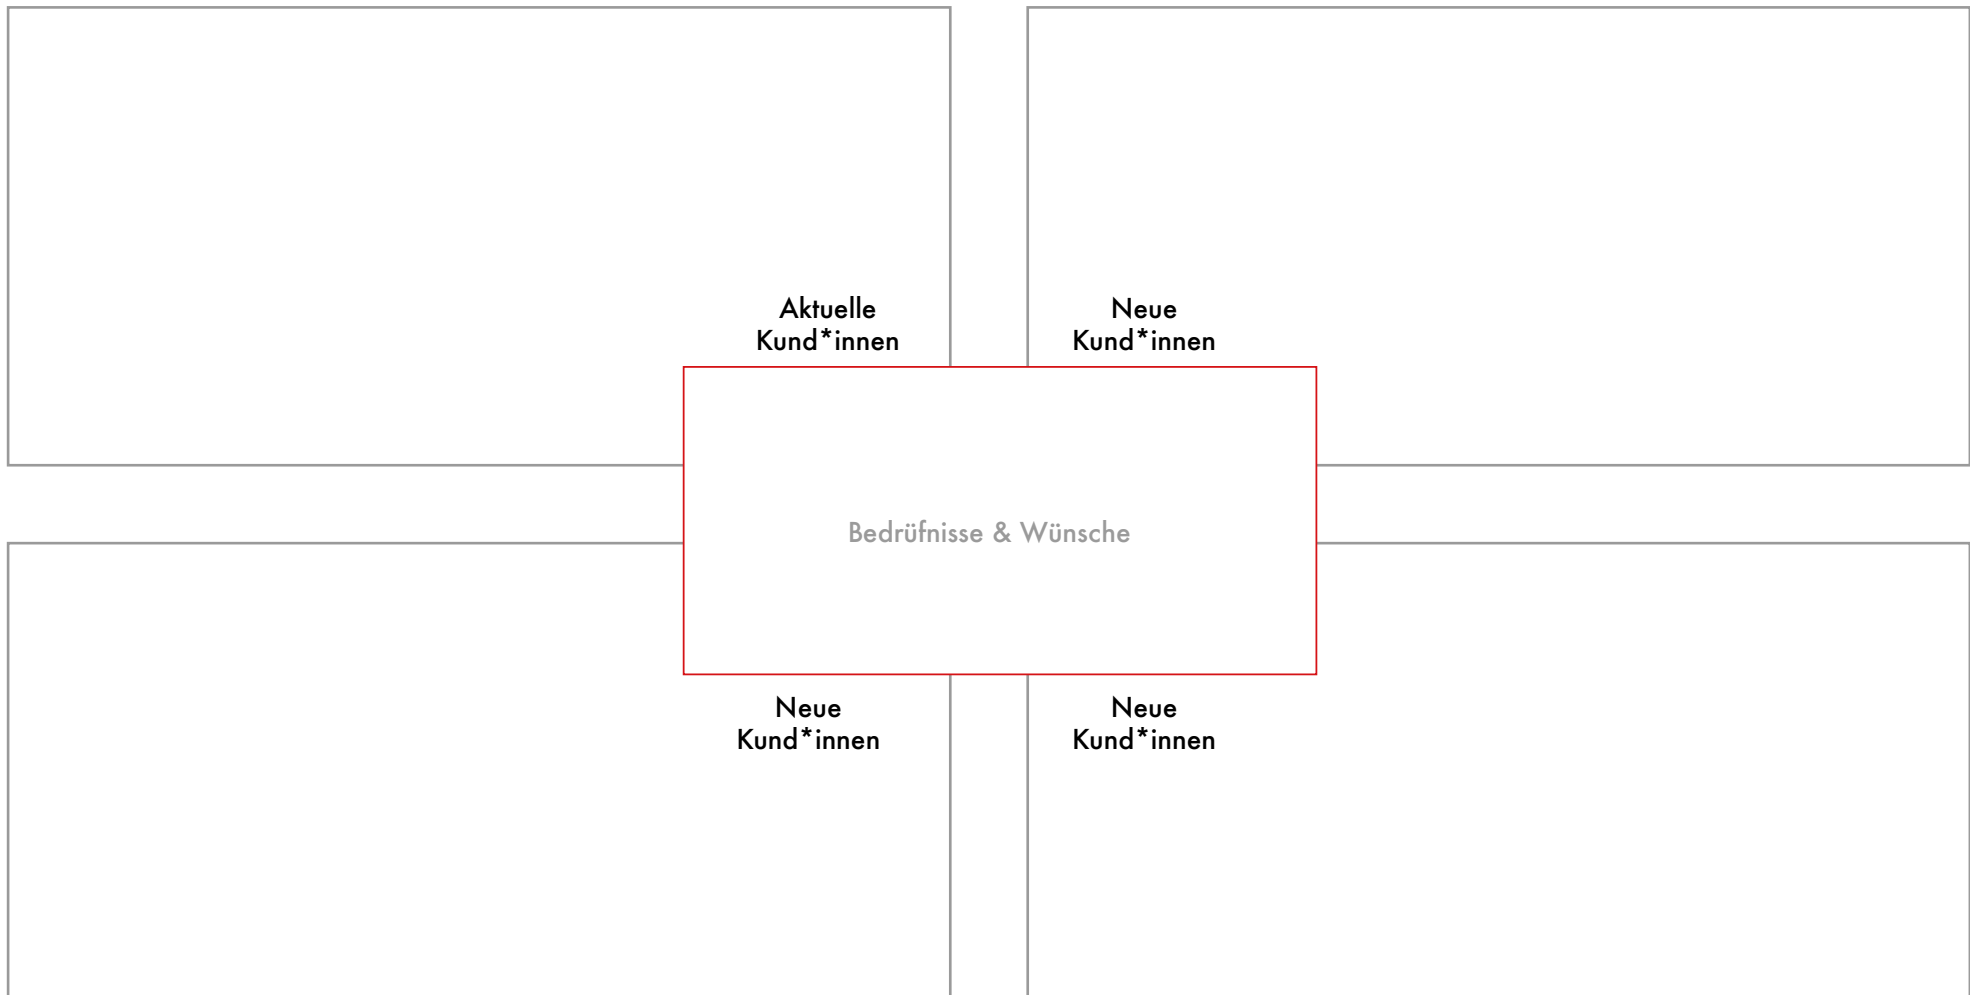 Aktuelle
Kund*innen
Neue
Kund*innen
Bedrüfnisse & Wünsche
Neue
Kund*innen
Neue
Kund*innen